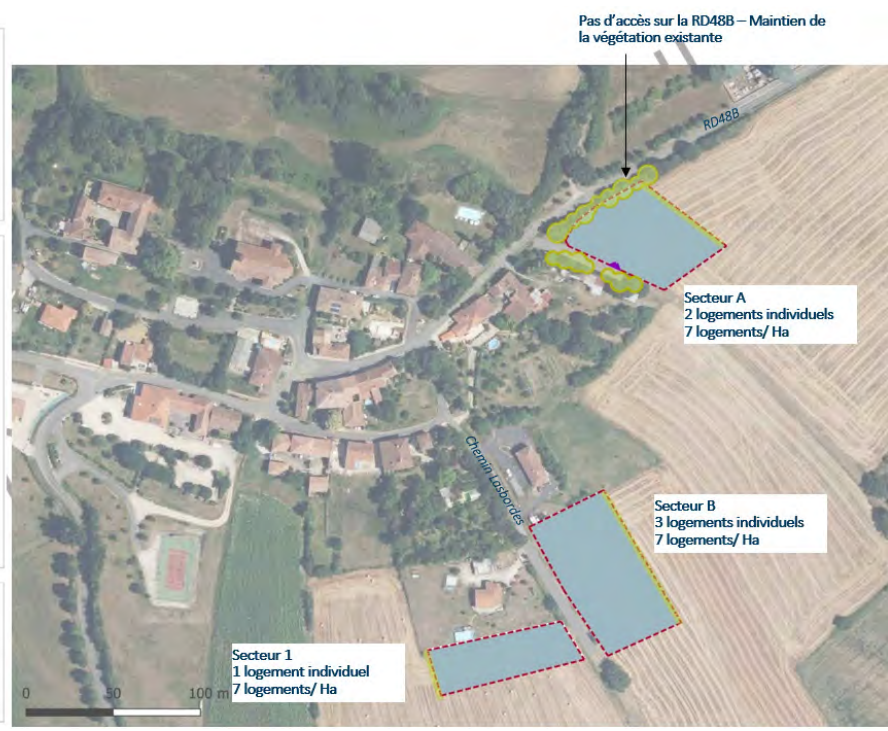 Pas d'accès sur la RD48B – Maintien de
la végétation existante
RD48B
Secteur A
2 logements individuels
7 logements/ Ha
Chemin Lasbordes
Secteur B
3 logements individuels
7 logements/ Ha
Secteur 1
1 logement individuel
7 logements/ Ha
0 50 100 m